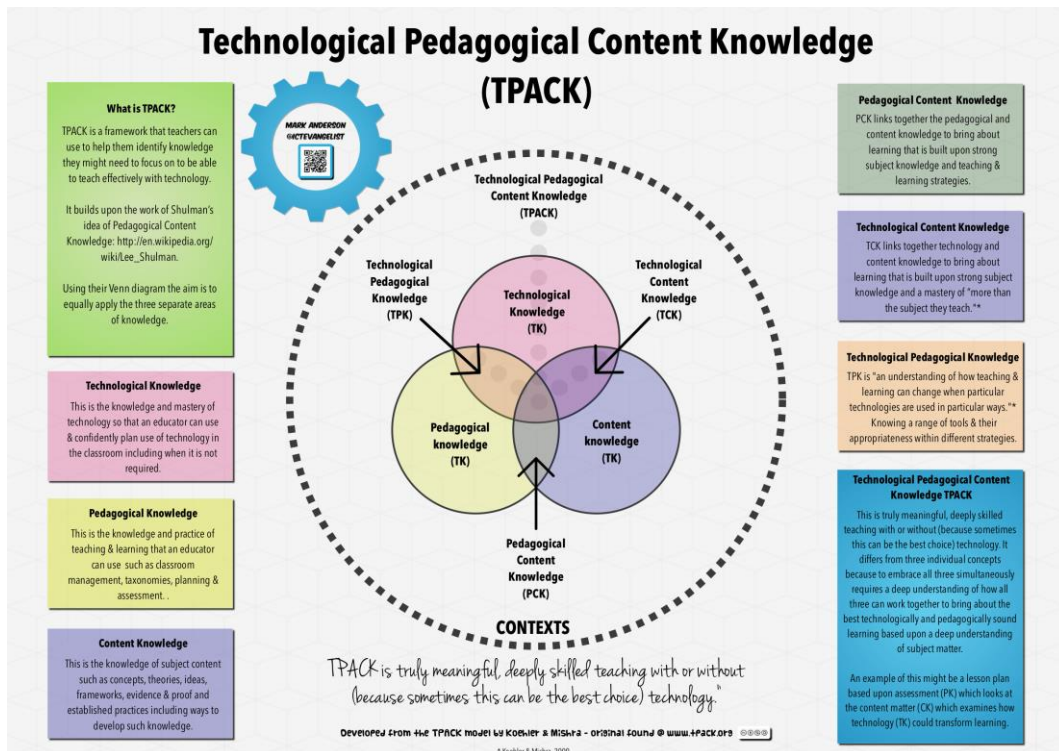 Technological Pedagogical Content Knowledge
(TPACK)
What is TPACK?
TPACK is a framework that teachers can
use to help them identify knowledge
they might need to focus on to be able
to teach effectively with technology.
It builds upon the work of Shulman's
idea of Pedagogical Content
Knowledge: http://en.wikipedia.org/
wiki/Lee_Shulman.
Using their Venn diagram the aim is to
equally apply the three separate areas
of knowledge.
Technological Knowledge
This is the knowledge and mastery of
technology so that an educator can use
& confidently plan use of technology in
the classroom including when it is not
required.
Pedagogical Knowledge
This is the knowledge and practice of
teaching & learning that an educator
can use such as classroom
management, taxonomies, planning &
assessment. .
Content Knowledge
This is the knowledge of subject content
such as concepts, theories, ideas,
frameworks, evidence & proof and
established practices including ways to
develop such knowledge.
MARK ANDERSON
@ICTEVANGELIST
Technological Pedagogical
Content Knowledge
(TPACK)
Technological
Pedagogical
Knowledge
(TPK)
Technological
Content
Knowledge
(TCK)
Technological
Knowledge
(TK)
Pedagogical
knowledge
(TK)
Content
knowledge
(TK)
Pedagogical
Content
Knowledge
(PCK)
CONTEXTS
TPACK is truly meaningful, deeply skilled teaching with or without
(because sometimes this can be the best choice) technology."
Developed from the TPACK model by Koehler & Mishra - original found @ www.tpack.org
Pedagogical Content Knowledge
PCK links together the pedagogical and
content knowledge to bring about
learning that is built upon strong
subject knowledge and teaching &
learning strategies.
Technological Content Knowledge
TCK links together technology and
content knowledge to bring about
learning that is built upon strong subject
knowledge and a mastery of "more than
the subject they teach."*
Technological Pedagogical Knowledge
TPK is "an understanding of how teaching &
learning can change when particular
technologies are used in particular ways."*
Knowing a range of tools & their
appropriateness within different strategies.
Technological Pedagogical Content
Knowledge TPACK
This is truly meaningful, deeply skilled
teaching with or without (because sometimes
this can be the best choice) technology. It
differs from three individual concepts
because to embrace all three simultaneously
requires a deep understanding of how all
three can work together to bring about the
best technologically and pedagogically sound
learning based upon a deep understanding
of subject matter.
An example of this might be a lesson plan
based upon assessment (PK) which looks at
the content matter (CK) which examines how
technology (TK) could transform learning.